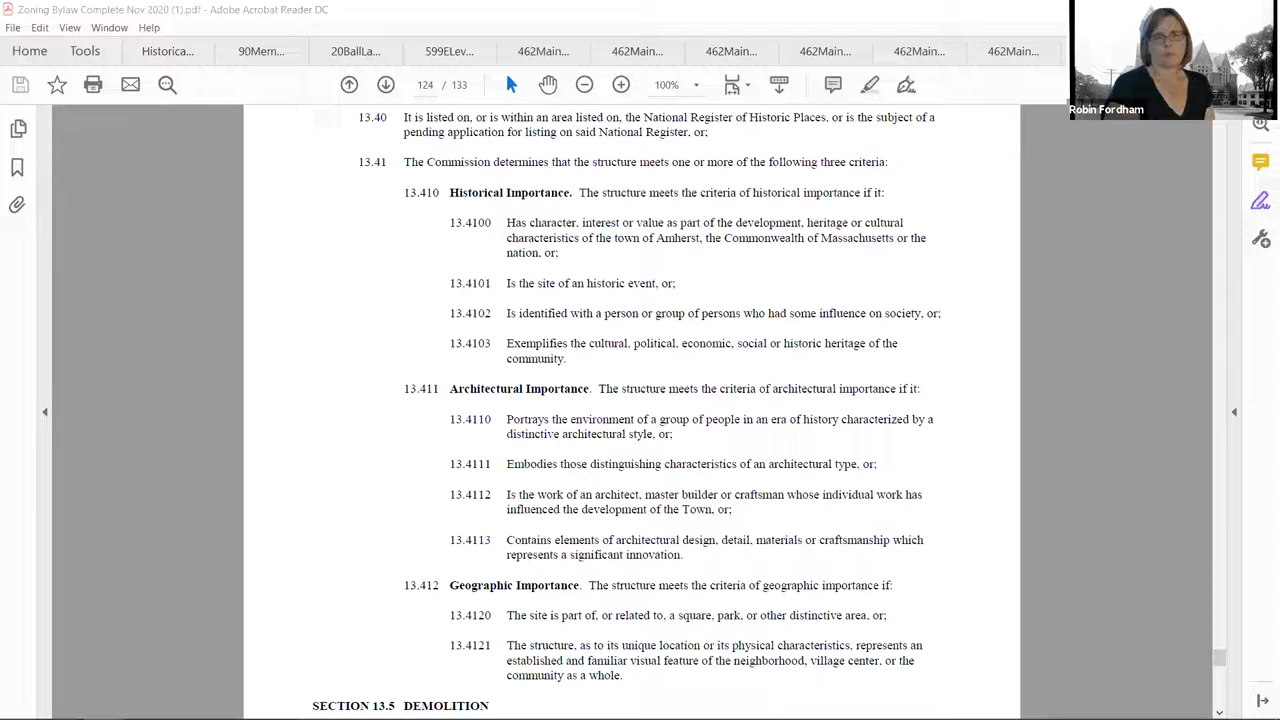 Zoning Bylaw Complete Nov 2020 (1).pdf - Adobe Acrobat Reader DC
File Edit View Window Help
Home Tools Historica... 90Mem... 20BallLa... 599ELev... 462Main... 462Main... 462Main... 462Main... 462Main... 462Main...
124 / 133 100%
Robin Fordham
13.40 It is listed on, or is within an area listed on, the National Register of Historic Places, or is the subject of a
pending application for listing on said National Register, or;
13.41 The Commission determines that the structure meets one or more of the following three criteria:
13.410 Historical Importance. The structure meets the criteria of historical importance if it:
13.4100 Has character, interest or value as part of the development, heritage or cultural
characteristics of the town of Amherst, the Commonwealth of Massachusetts or the
nation, or;
13.4101 Is the site of an historic event, or;
13.4102 Is identified with a person or group of persons who had some influence on society, or;
13.4103 Exemplifies the cultural, political, economic, social or historic heritage of the
community.
13.411 Architectural Importance. The structure meets the criteria of architectural importance if it:
13.4110 Portrays the environment of a group of people in an era of history characterized by a
distinctive architectural style, or;
13.4111 Embodies those distinguishing characteristics of an architectural type, or;
13.4112 Is the work of an architect, master builder or craftsman whose individual work has
influenced the development of the Town, or;
13.4113 Contains elements of architectural design, detail, materials or craftsmanship which
represents a significant innovation.
13.412 Geographic Importance. The structure meets the criteria of geographic importance if:
13.4120 The site is part of, or related to, a square, park, or other distinctive area, or;
13.4121 The structure, as to its unique location or its physical characteristics, represents an
established and familiar visual feature of the neighborhood, village center, or the
community as a whole.
SECTION 13.5 DEMOLITION